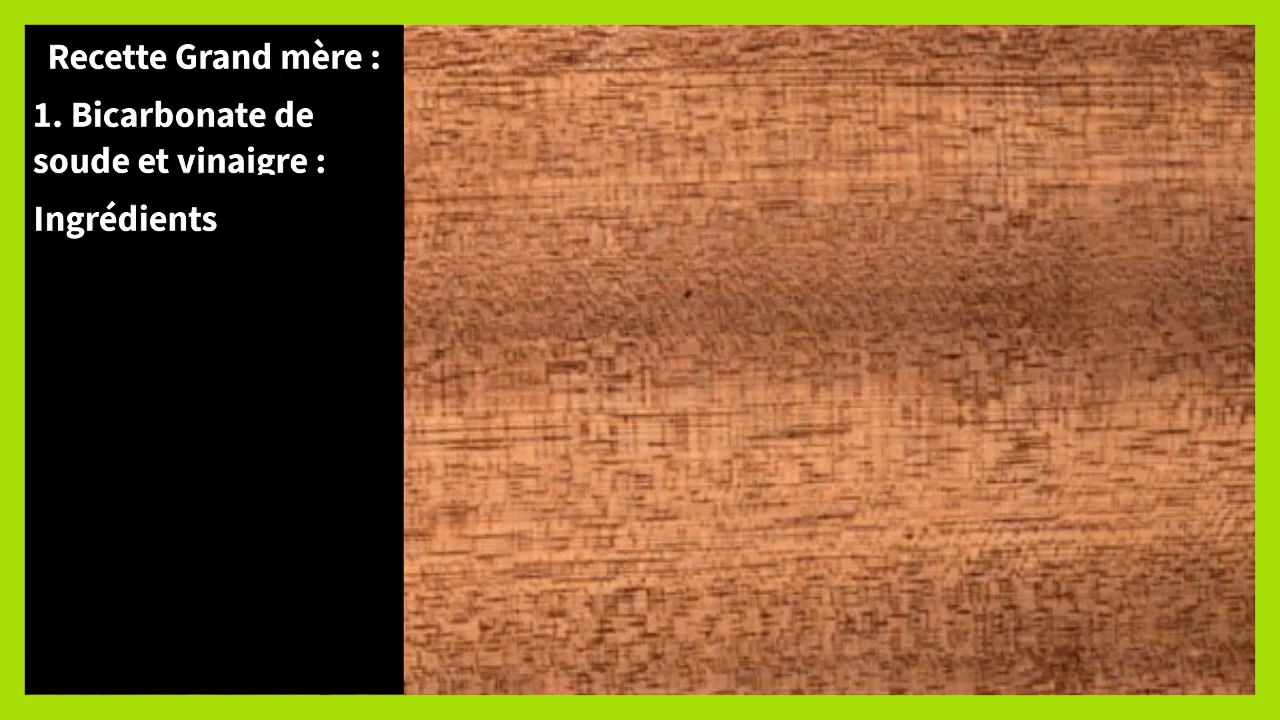 Recette Grand mère :
1. Bicarbonate de
soude et vinaigre :
Ingrédients